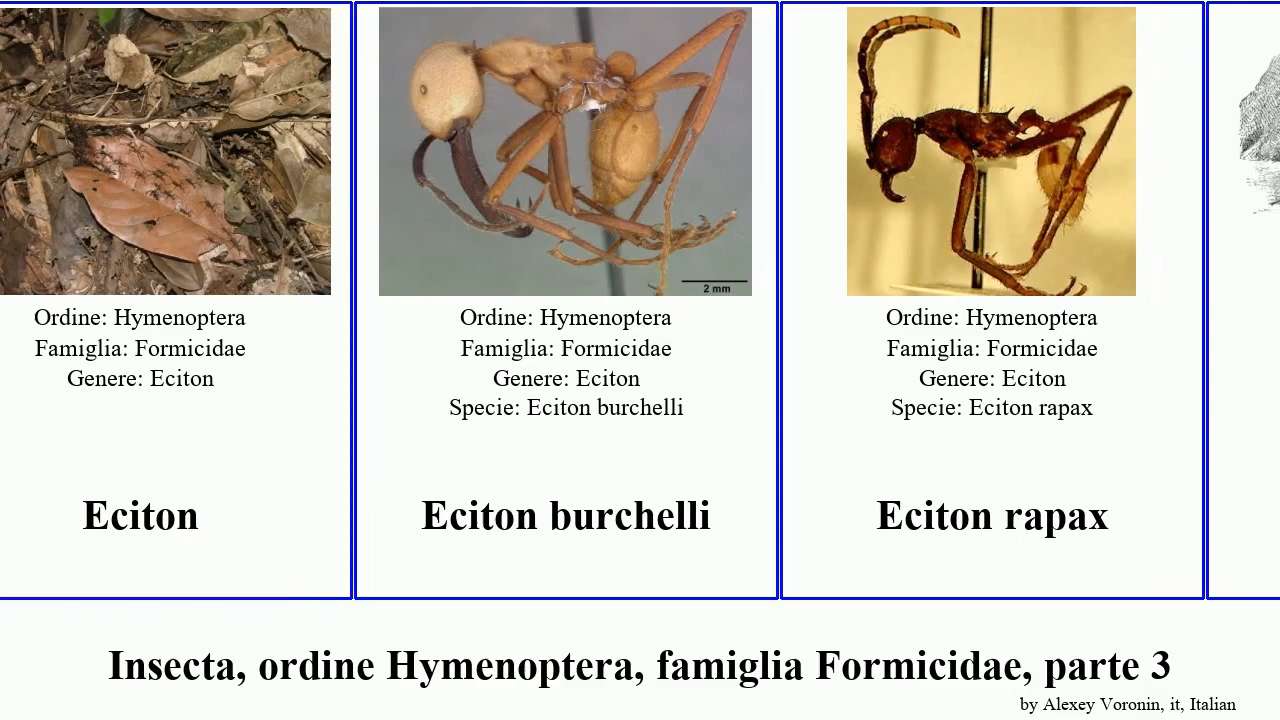 Ordine: Hymenoptera
Famiglia: Formicidae
Genere: Eciton
Eciton
2 mm
Ordine: Hymenoptera
Famiglia: Formicidae
Genere: Eciton
Specie: Eciton burchelli
Eciton burchelli
Ordine: Hymenoptera
Famiglia: Formicidae
Genere: Eciton
Specie: Eciton rapax
Eciton rapax
Insecta, ordine Hymenoptera, famiglia Formicidae, parte 3
by Alexey Voronin, it, Italian